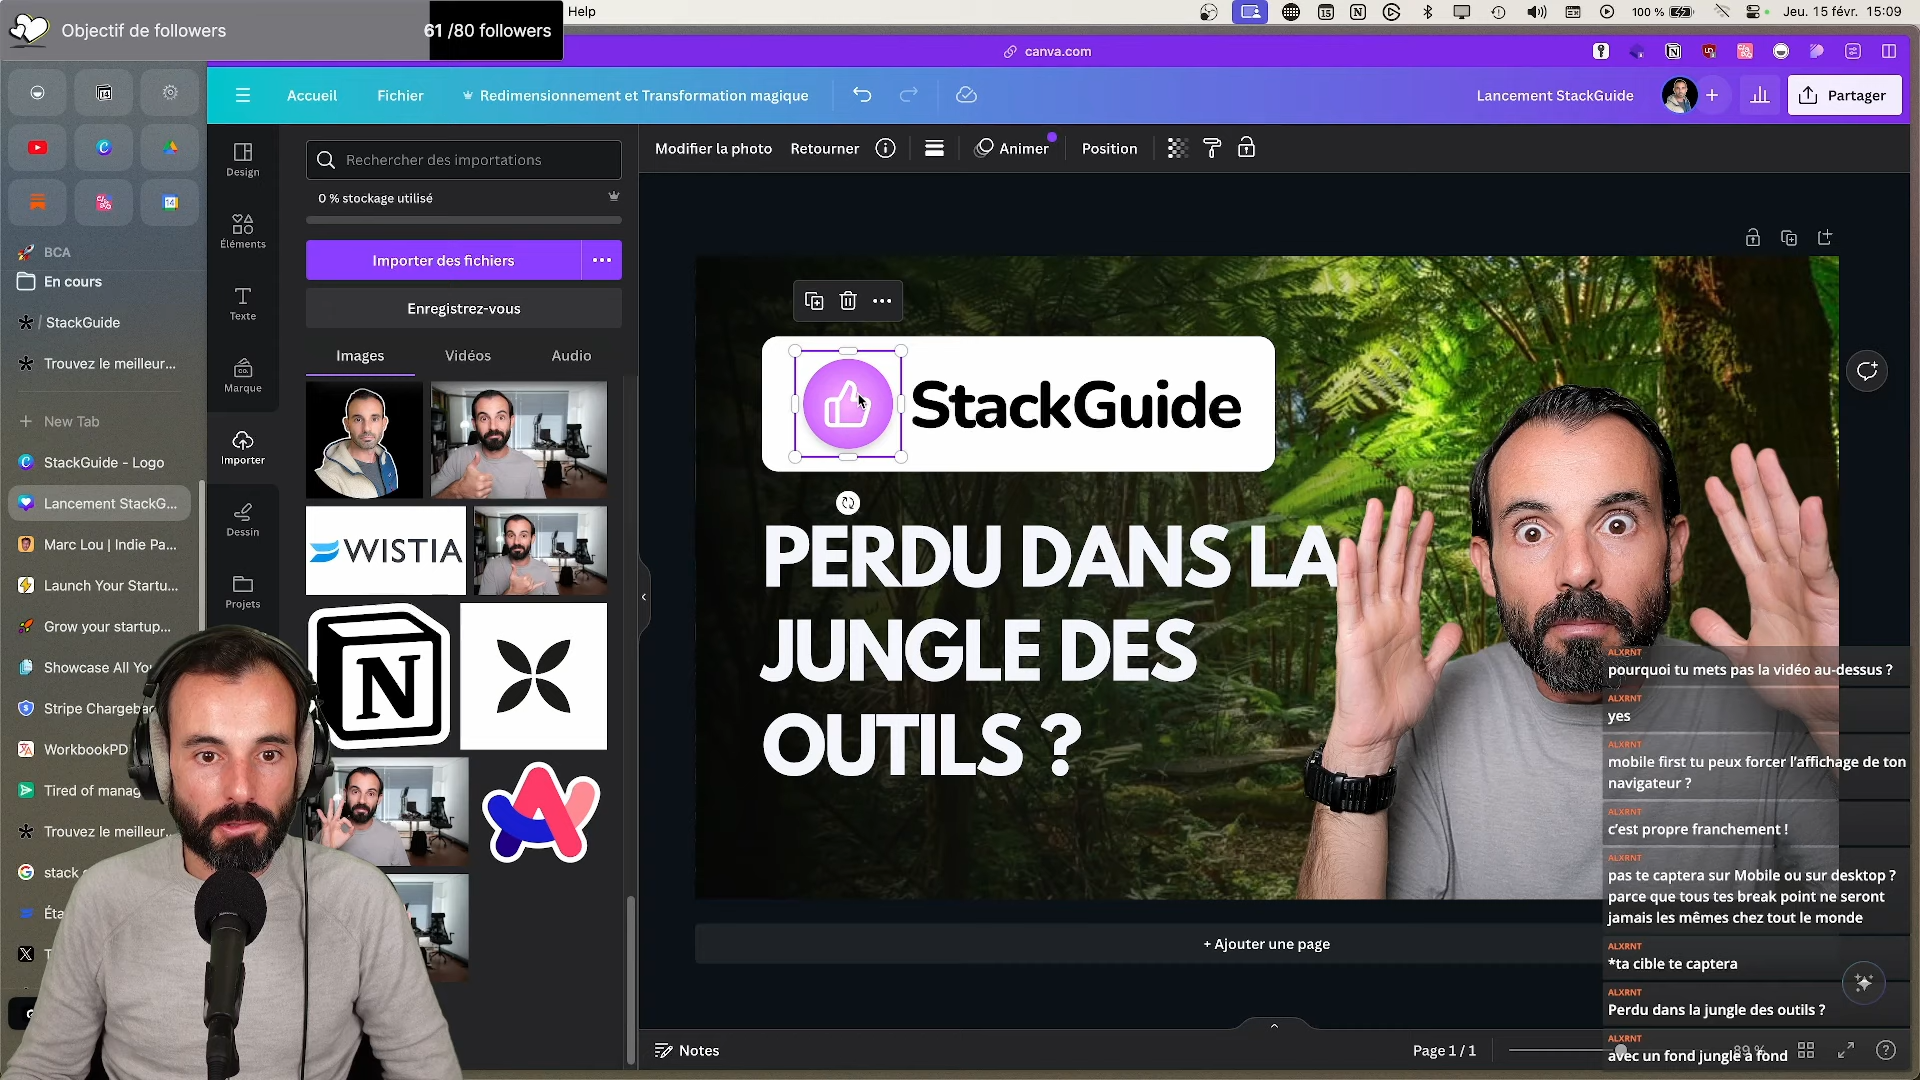 Objectif de followers
61 /80 followers
Help
15
100 %
Jeu. 15 févr. 15:09
canva.com
Accueil
Fichier
Redimensionnement et Transformation magique
Lancement StackGuide
Partager
14
14
BCA
En cours
/ StackGuide
Trouvez le meilleur...
New Tab
StackGuide - Logo
Lancement StackG...
Marc Lou | Indie Pa...
Launch Your Startu...
Grow your startup...
Showcase All You
Stripe Chargeba
WorkbookPD
Tired of manag
Trouvez le meilleur...
stack
Éta
Design
Éléments
Texte
Marque
Importer
Dessin
Projets
Rechercher des importations
0 % stockage utilisé
Importer des fichiers
Enregistrez-vous
Images
Vidéos
Audio
WISTIA
N
Modifier la photo
Retourner
Animer
Position
StackGuide
PERDU DANS LA
JUNGLE DES
OUTILS ?
+ Ajouter une page
Notes
Page 1 / 1
89 %
ALXRNT
pourquoi tu mets pas la vidéo au-dessus ?
ALXRNT
yes
ALXRNT
mobile first tu peux forcer l'affichage de ton
navigateur ?
ALXRNT
c'est propre franchement !
ALXRNT
pas te captera sur Mobile ou sur desktop ?
parce que tous tes break point ne seront
jamais les mêmes chez tout le monde
ALXRNT
*ta cible te captera
ALXRNT
Perdu dans la jungle des outils ?
ALXRNT
avec un fond jungle a fond